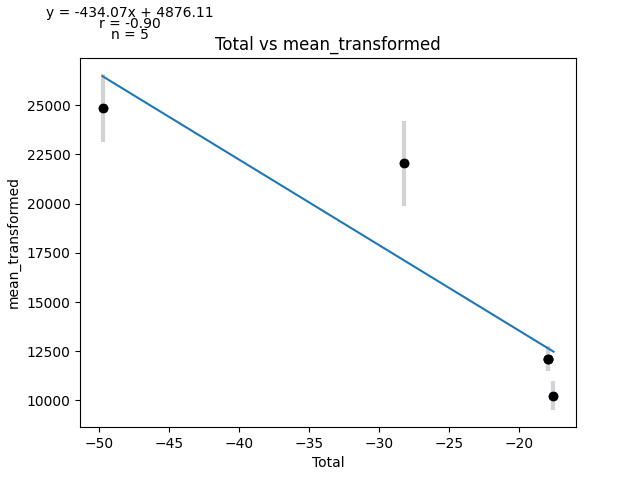 y = -434.07x + 4876.11
r = -0.90
n = 5
Total vs mean_transformed
mean_transformed
25000
22500
20000
17500
15000
12500
10000
−50
−45
−40
−35
−30
−25
−20
Total